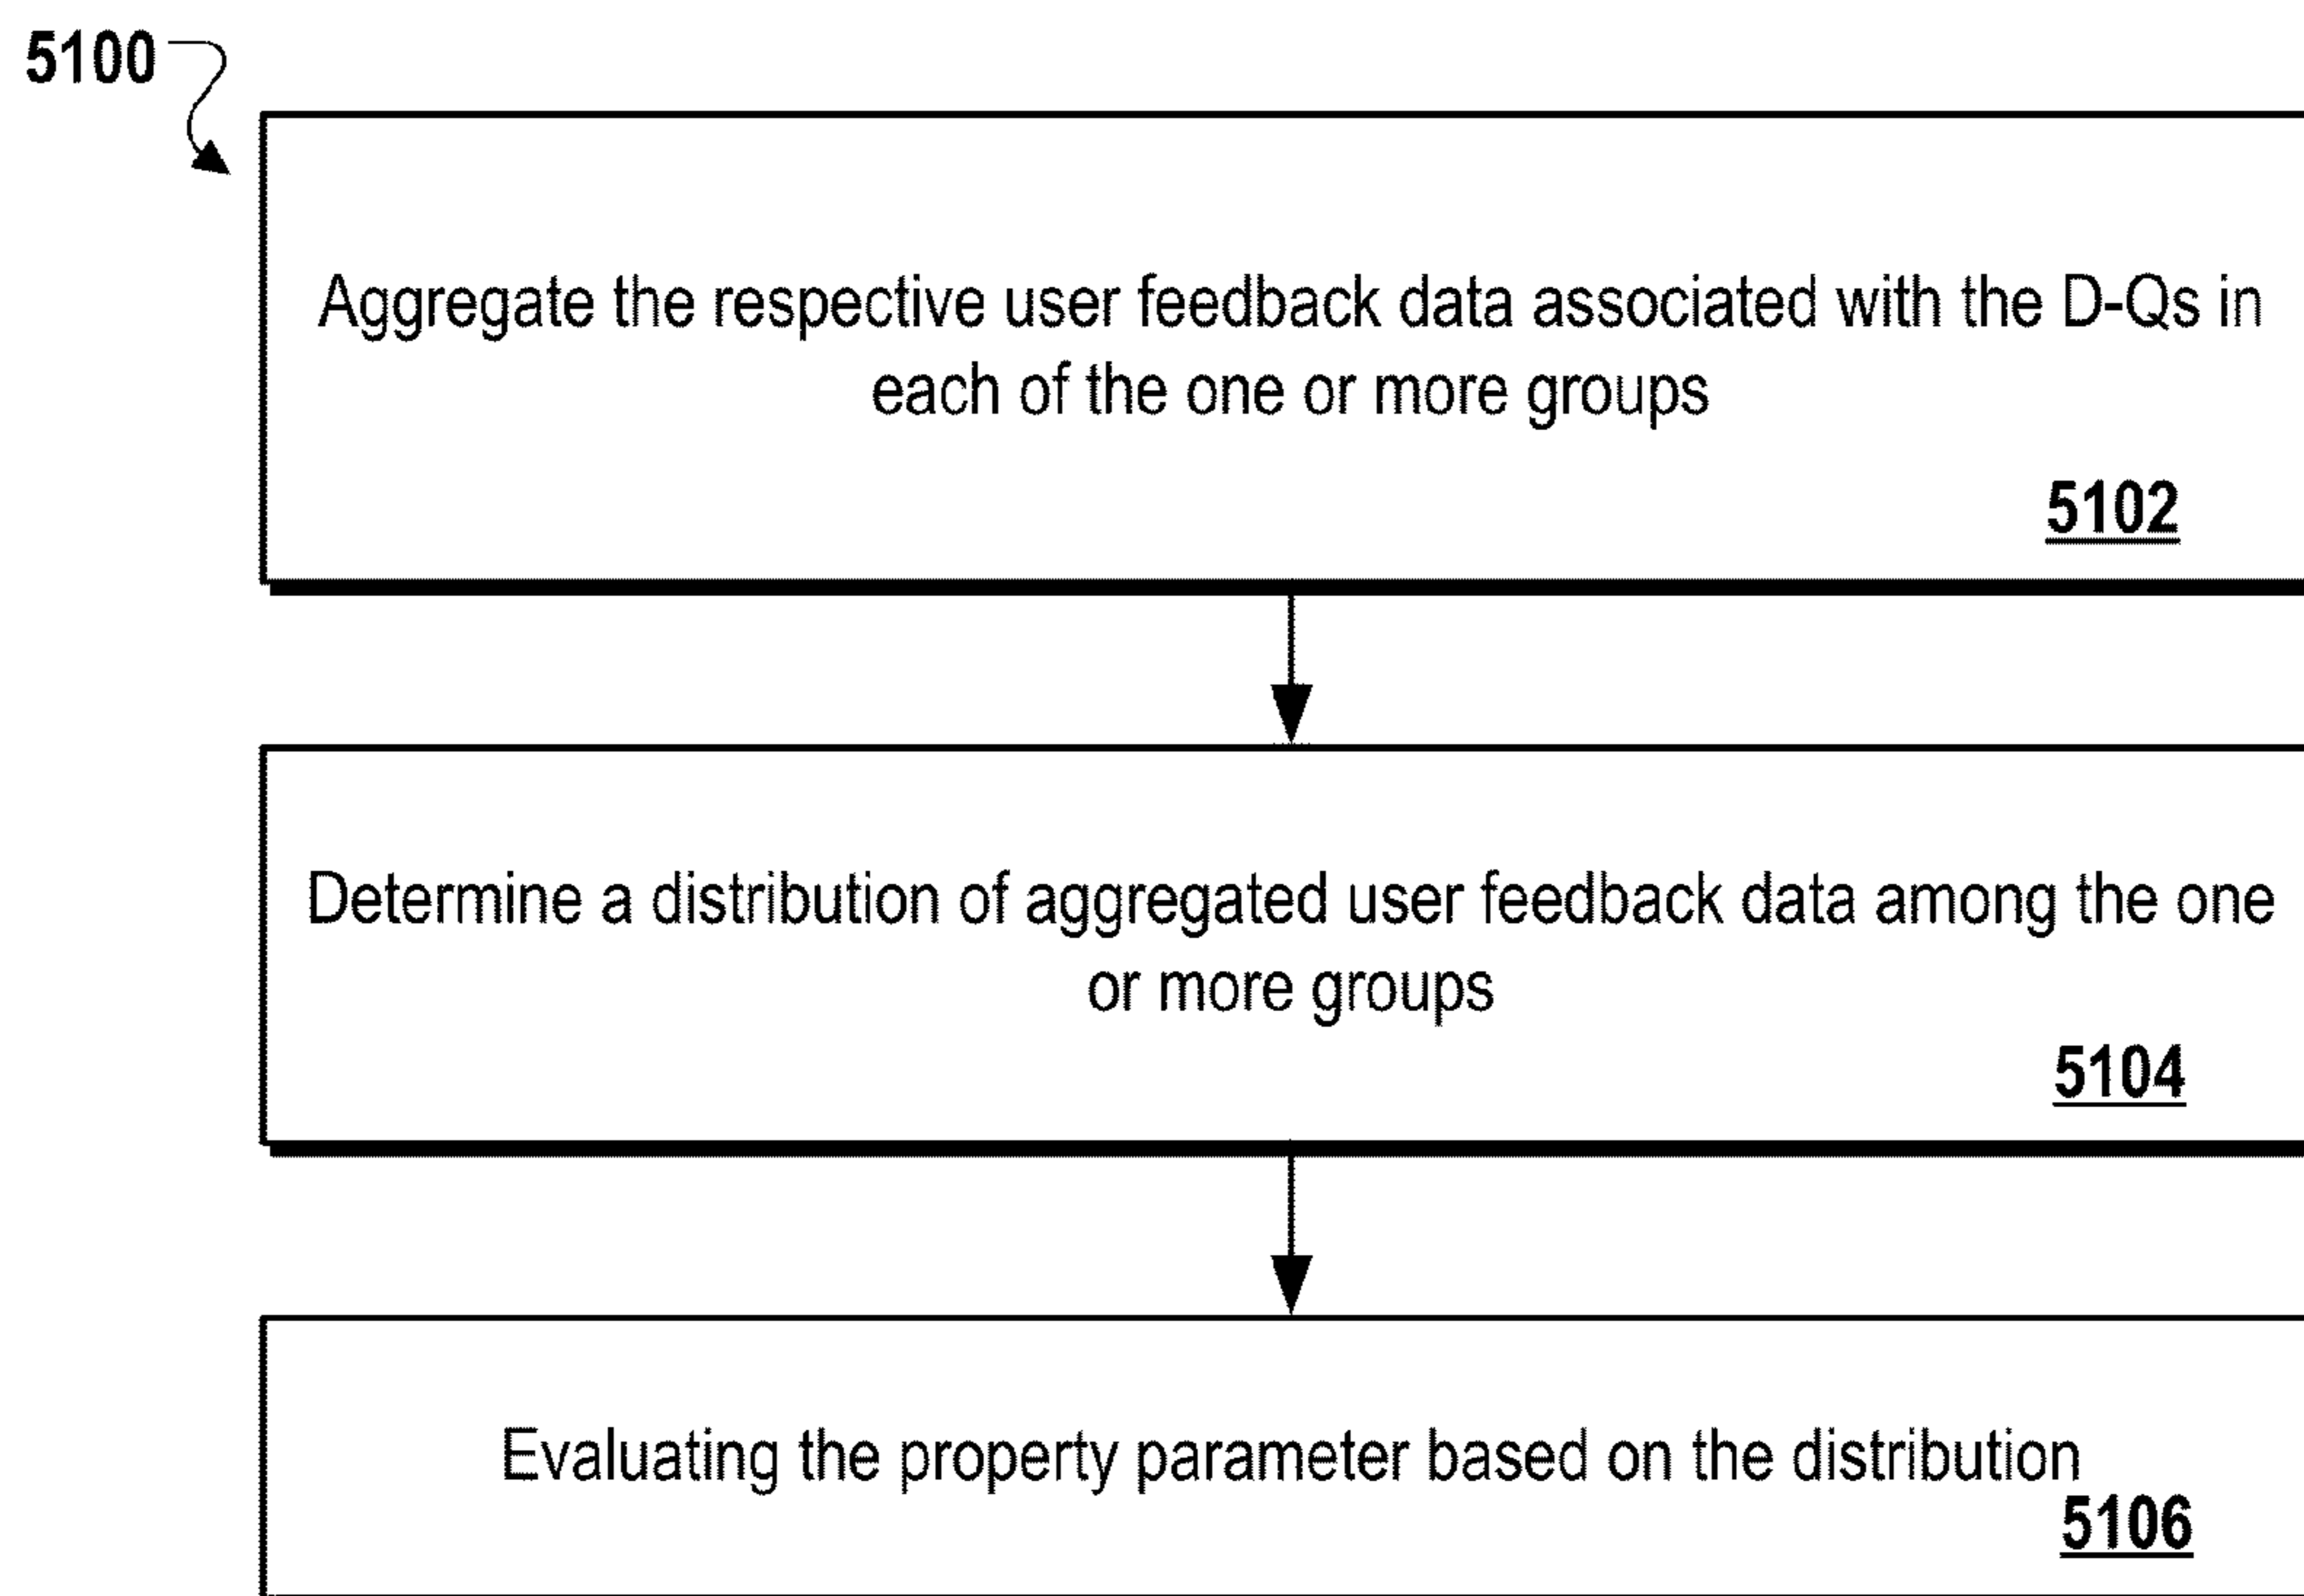 5100
Aggregate the respective user feedback data associated with the D-Qs in
each of the one or more groups
5102
Determine a distribution of aggregated user feedback data among the one
or more groups
5104
Evaluating the property parameter based on the distribution
5106